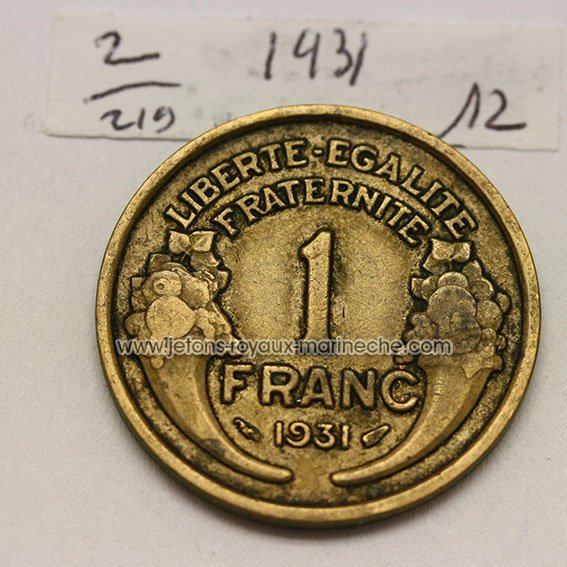 2 1931
219 12
LIBERTE-EGALITE
FRATERNITE
1
www.jetons-royaux-marineche.com
FRANC
1931